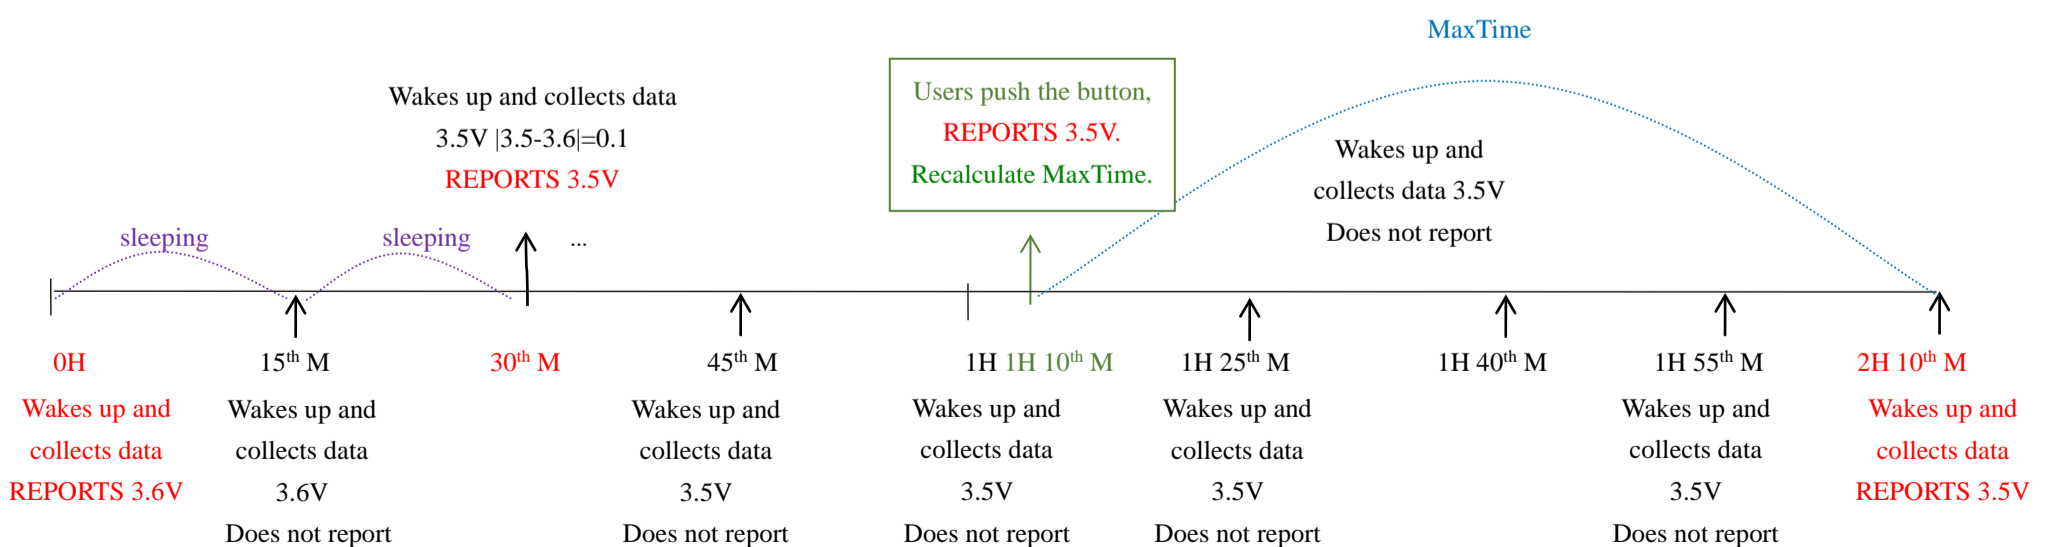 MaxTime
Wakes up and collects data
3.5V |3.5-3.6|=0.1
REPORTS 3.5V
Users push the button,
REPORTS 3.5V.
Recalculate MaxTime.
Wakes up and
collects data 3.5V
Does not report
sleeping
sleeping
...
0H
Wakes up and
collects data
REPORTS 3.6V
15th M
Wakes up and
collects data
3.6V
Does not report
30th M
45th M
Wakes up and
collects data
3.5V
Does not report
1H 1H 10th M
Wakes up and
collects data
3.5V
Does not report
1H 25th M
Wakes up and
collects data
3.5V
Does not report
1H 40th M
1H 55th M
Wakes up and
collects data
3.5V
Does not report
2H 10th M
Wakes up and
collects data
REPORTS 3.5V